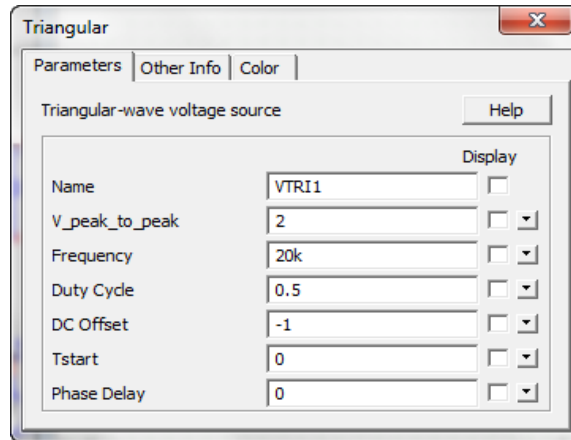 Triangular
Parameters Other Info Color
Triangular-wave voltage source Help
Display
Name VTRI1
V_peak_to_peak 2
Frequency 20k
Duty Cycle 0.5
DC Offset -1
Tstart 0
Phase Delay 0